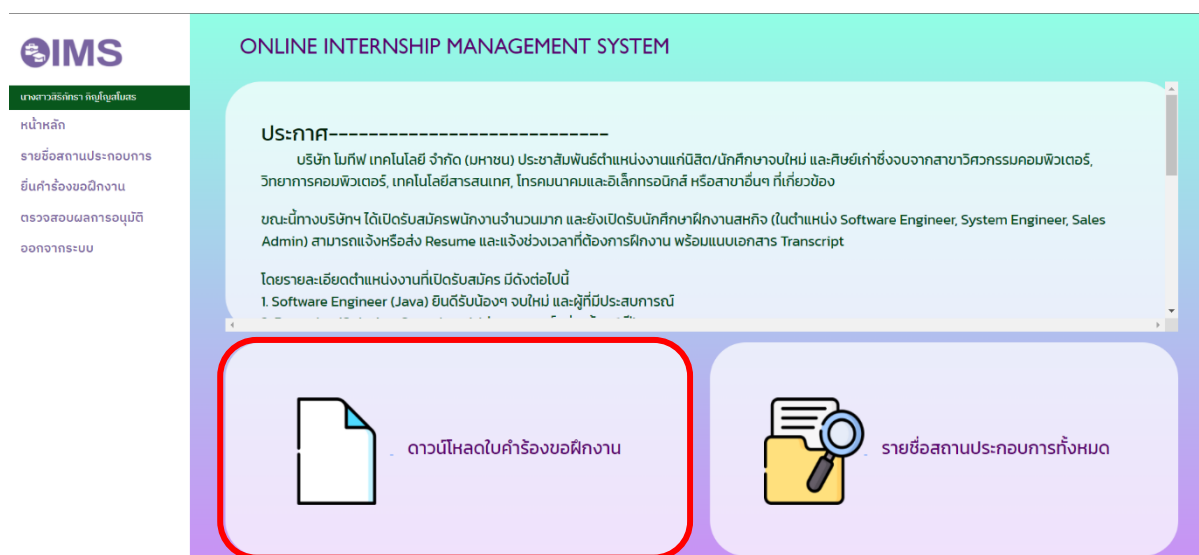 OIMS
ONLINE INTERNSHIP MANAGEMENT SYSTEM
นางสาวสิริภัทรา ภิญโญสโมสร
หน้าหลัก
รายชื่อสถานประกอบการ
ยื่นคำร้องขอฝึกงาน
ตรวจสอบผลการอนุมัติ
ออกจากระบบ
ประกาศ----------------------------
บริษัท โมทีฟ เทคโนโลยี จำกัด (มหาชน) ประชาสัมพันธ์ตำแหน่งงานแก่นิสิต/นักศึกษาจบใหม่ และศิษย์เก่าซึ่งจบจากสาขาวิศวกรรมคอมพิวเตอร์,
วิทยาการคอมพิวเตอร์, เทคโนโลยีสารสนเทศ, โทรคมนาคมและอิเล็กทรอนิกส์ หรือสาขาอื่นๆ ที่เกี่ยวข้อง
ขณะนี้ทางบริษัทฯ ได้เปิดรับสมัครพนักงานจำนวนมาก และยังเปิดรับนักศึกษาฝึกงานสหกิจ (ในตำแหน่ง Software Engineer, System Engineer, Sales
Admin) สามารถแจ้งหรือส่ง Resume และแจ้งช่วงเวลาที่ต้องการฝึกงาน พร้อมแนบเอกสาร Transcript
โดยรายละเอียดตำแหน่งงานที่เปิดรับสมัคร มีดังต่อไปนี้
1. Software Engineer (Java) ยินดีรับน้องๆ จบใหม่ และผู้ที่มีประสบการณ์
ดาวน์โหลดใบคำร้องขอฝึกงาน
รายชื่อสถานประกอบการทั้งหมด